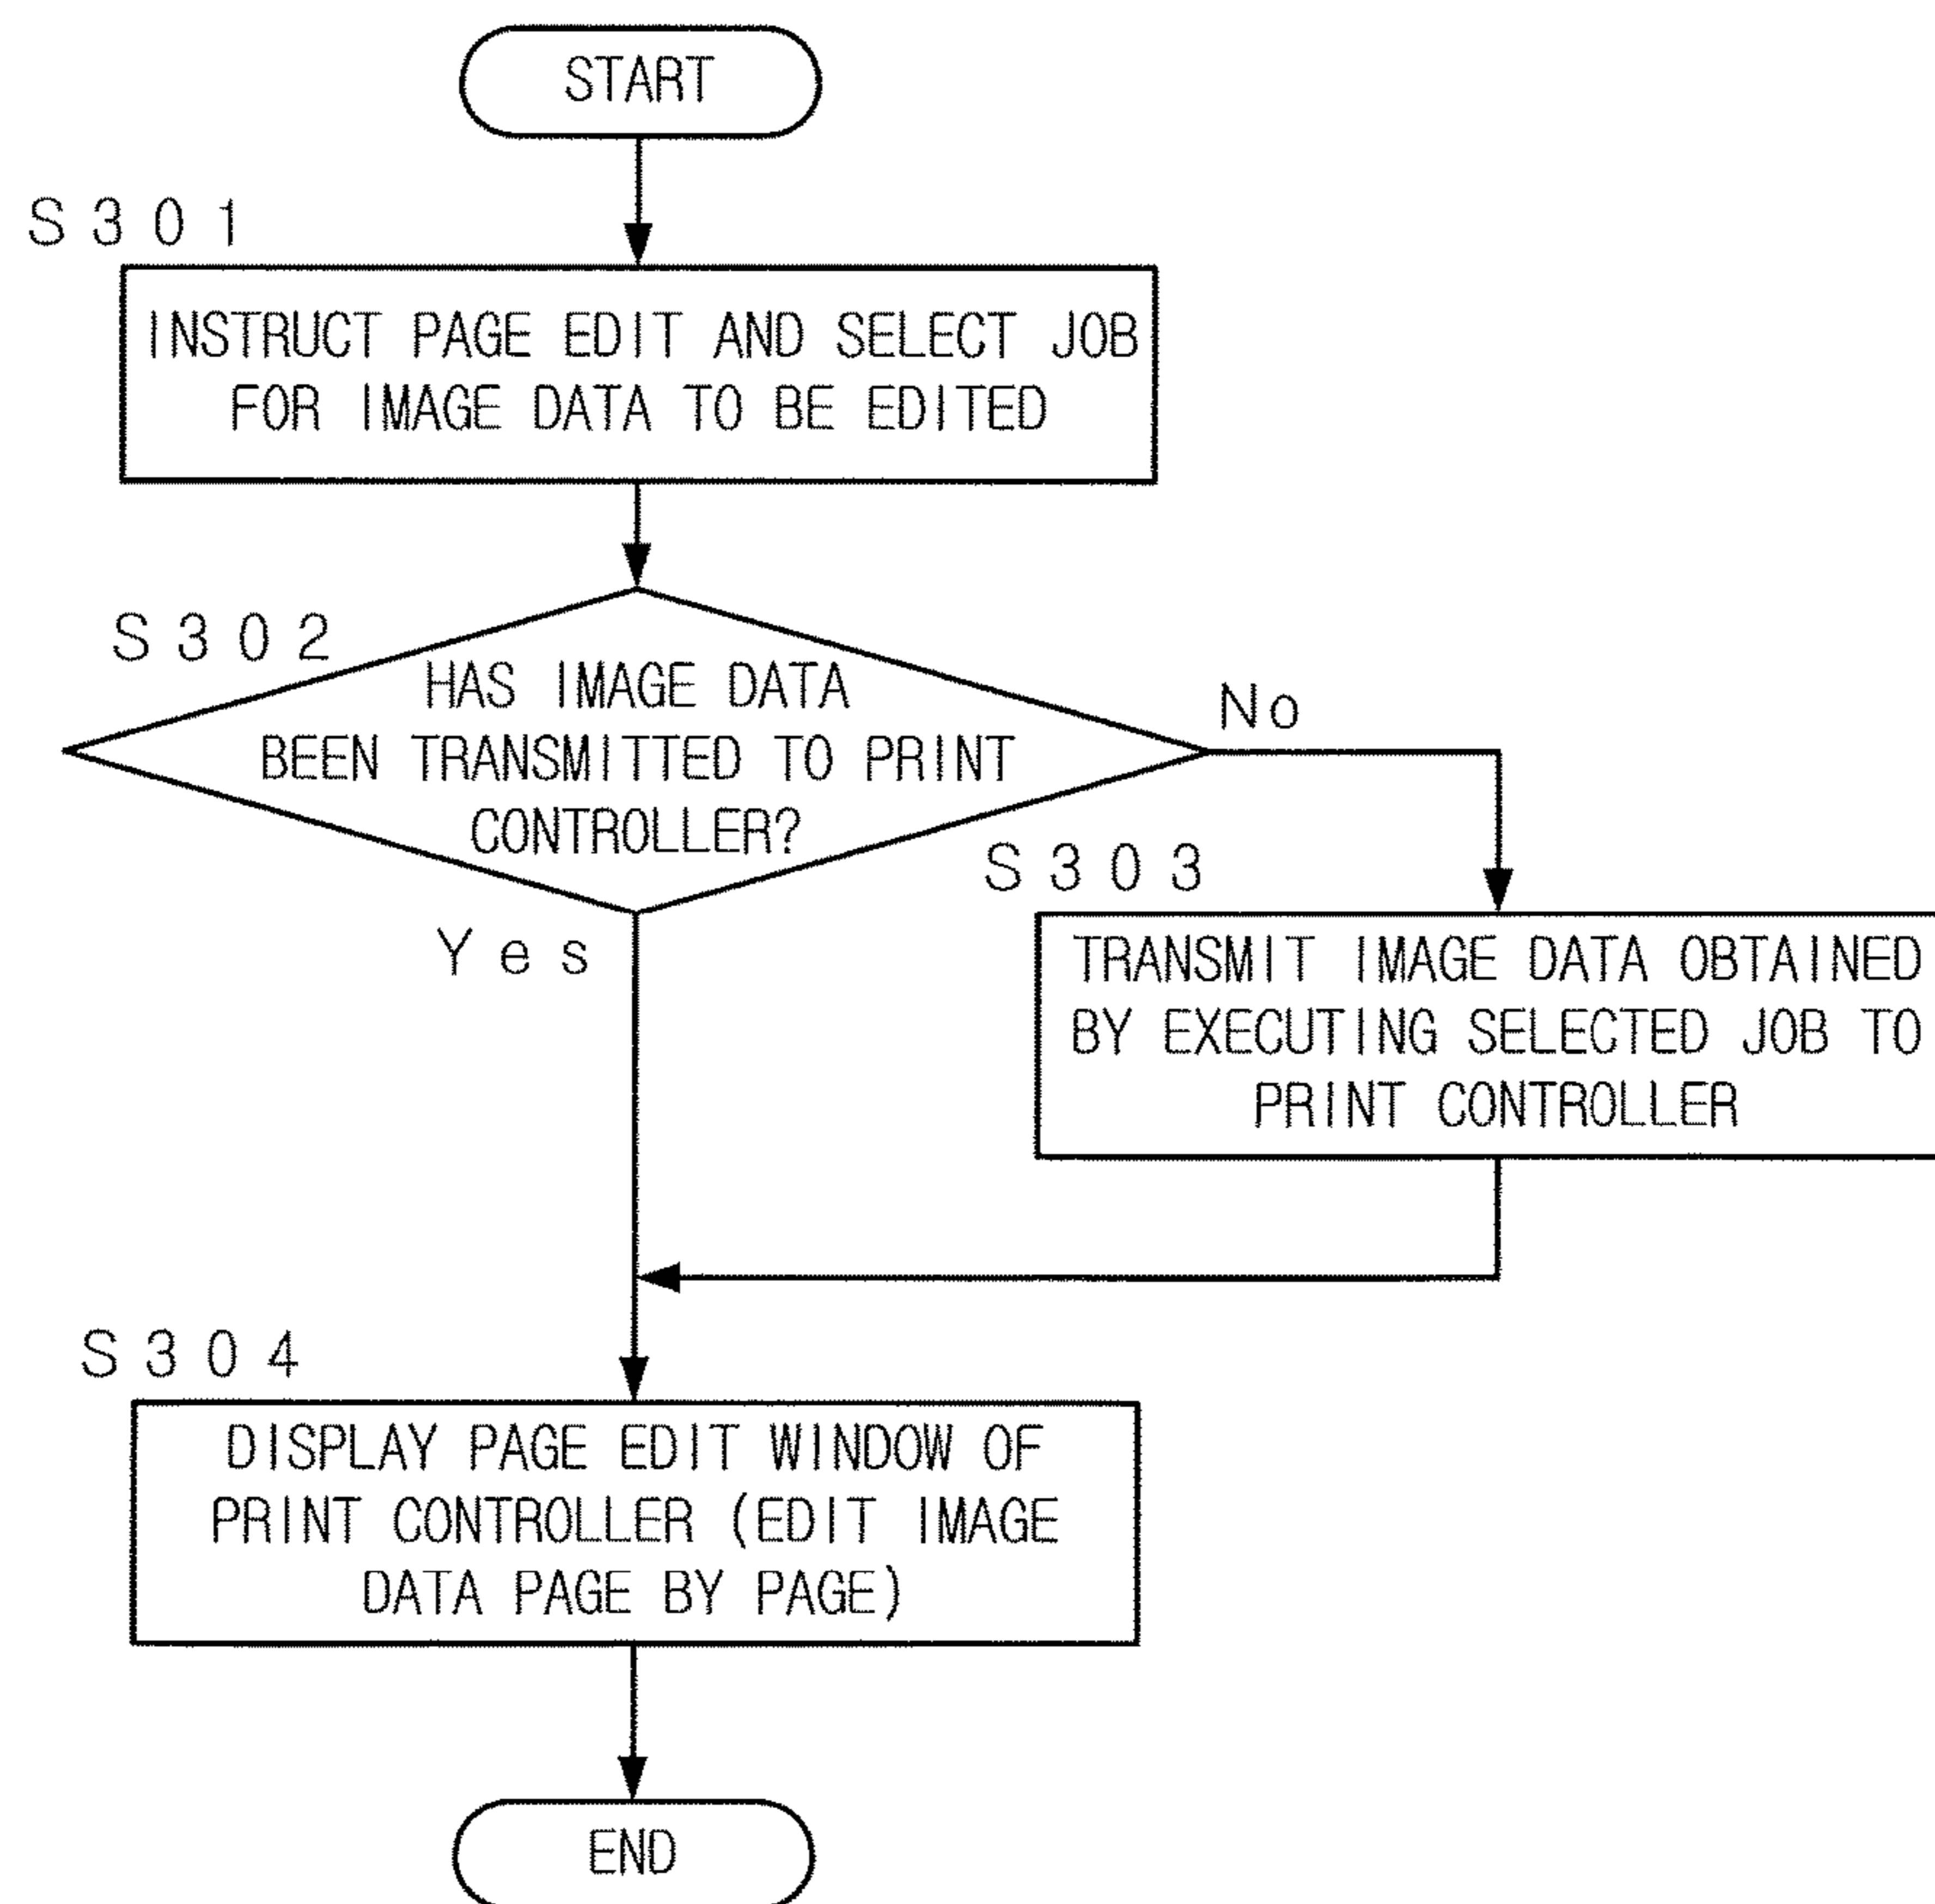 START
S301
INSTRUCT PAGE EDIT AND SELECT JOB
FOR IMAGE DATA TO BE EDITED
S302
HAS IMAGE DATA
BEEN TRANSMITTED TO PRINT
CONTROLLER?
No
Yes
S303
TRANSMIT IMAGE DATA OBTAINED
BY EXECUTING SELECTED JOB TO
PRINT CONTROLLER
S304
DISPLAY PAGE EDIT WINDOW OF
PRINT CONTROLLER (EDIT IMAGE
DATA PAGE BY PAGE)
END